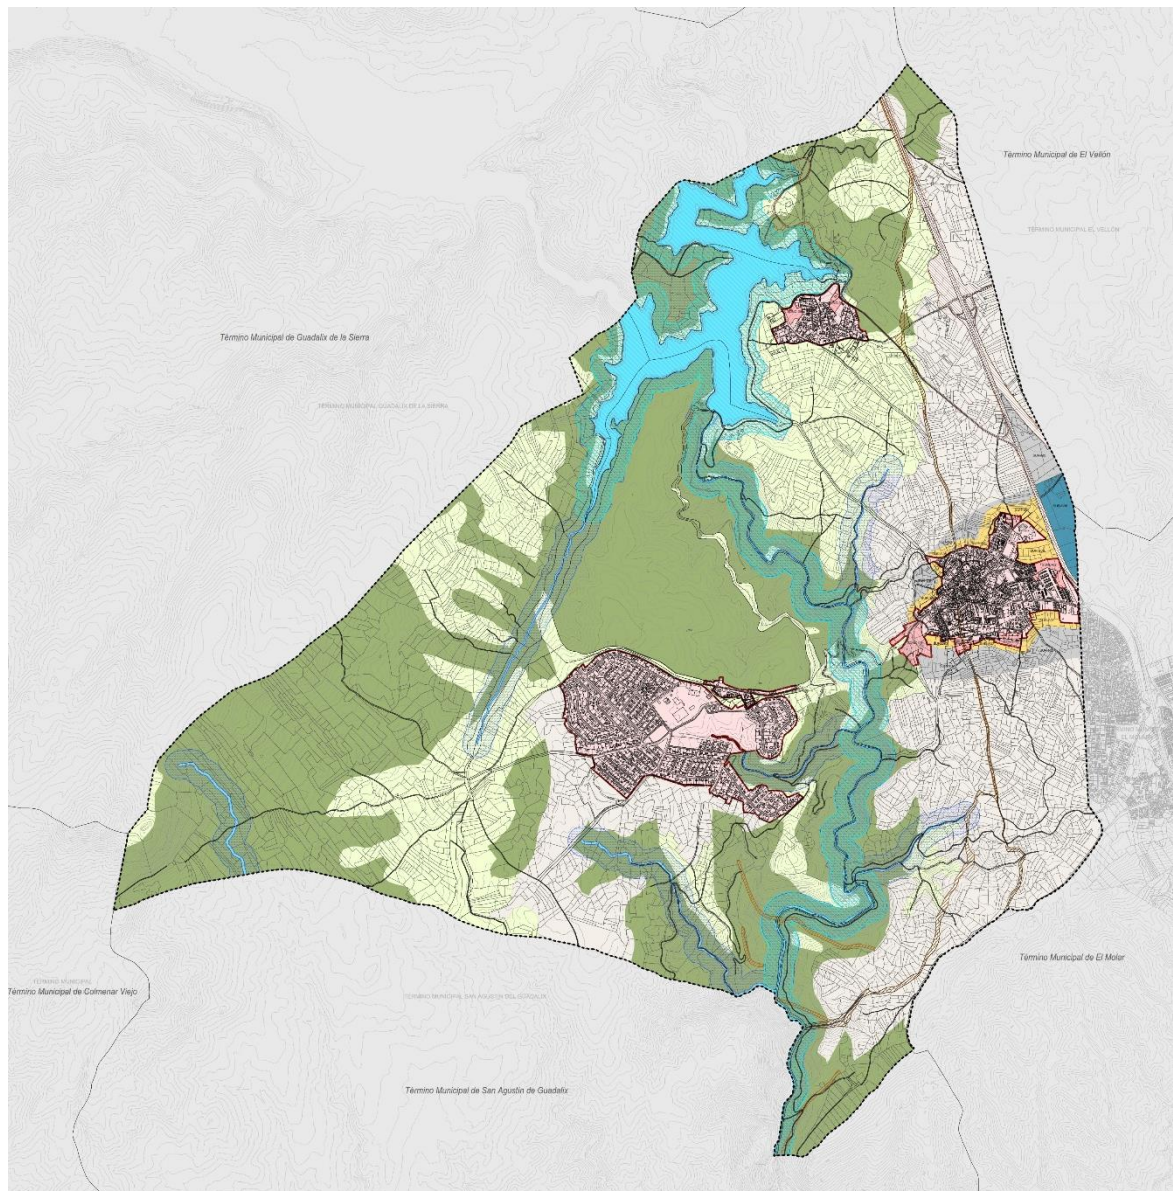 Término Municipal de El Vellón
TÉRMINO MUNICIPAL EL VELLÓN
Término Municipal de Guadalix de la Sierra
TÉRMINO MUNICIPAL GUADALIX DE LA SIERRA
Término Municipal de El Molar
TÉRMINO MUNICIPAL
Término Municipal de Colmenar Viejo
TÉRMINO MUNICIPAL SAN AGUSTÍN DEL GUADALIX
Término Municipal de San Agustín de Guadalix